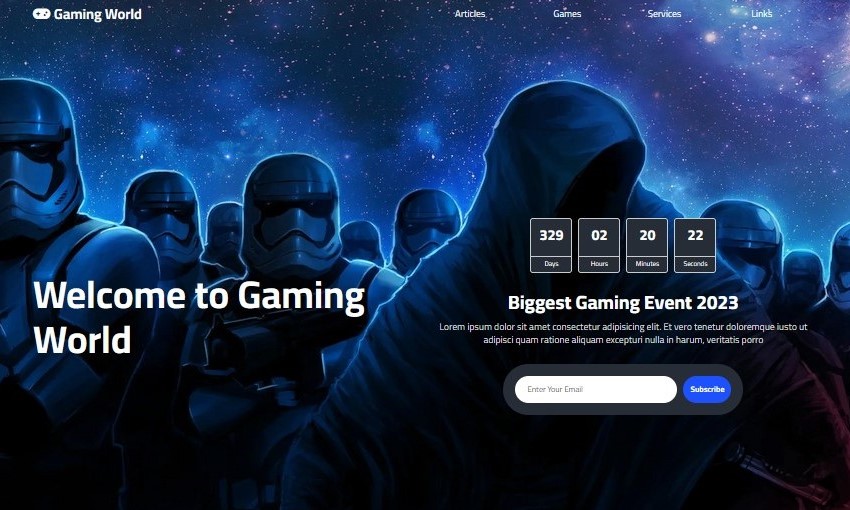 Gaming World
Articles Games Services Links
329 02 20 22
Days Hours Minutes Seconds
Welcome to Gaming
World
Biggest Gaming Event 2023
Lorem ipsum dolor sit amet consectetur adipisicing elit. Et vero tenetur doloremque iusto ut
adipisci quam ratione aliquam excepturi nulla in harum, veritatis porro
Enter Your Email
Subscribe